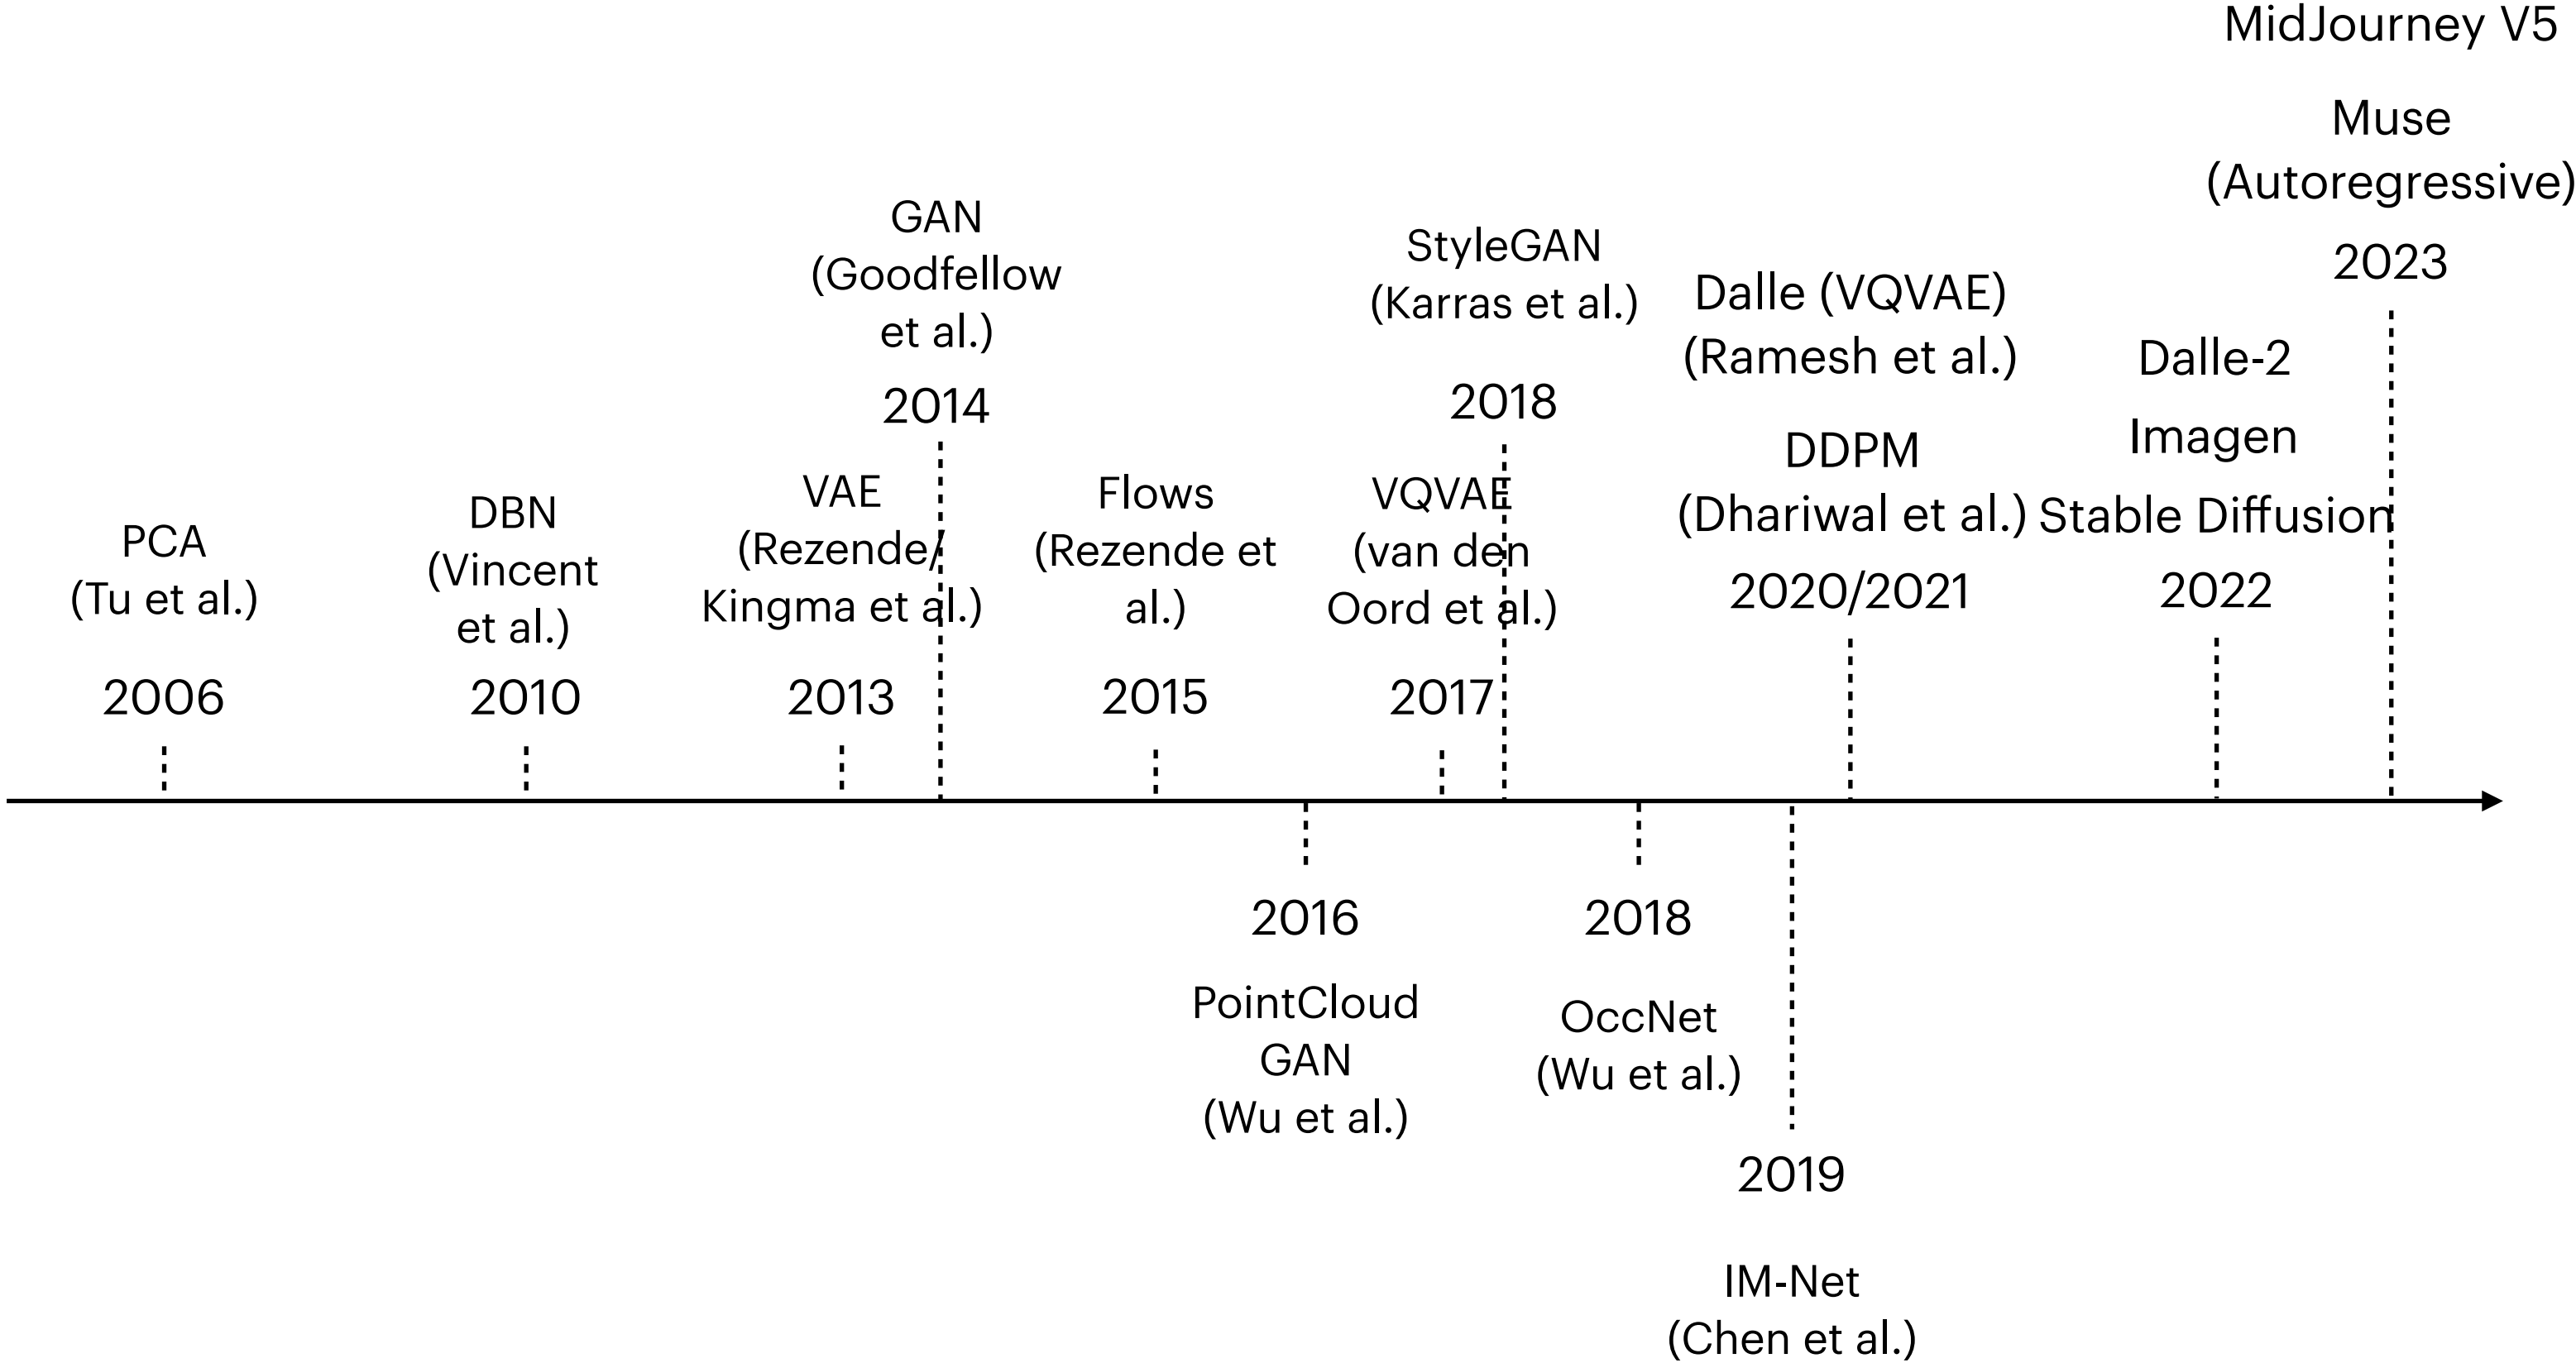 MidJourney V5
Muse
(Autoregressive)
2023
GAN
(Goodfellow
et al.)
2014
StyleGAN
(Karras et al.)
2018
Dalle (VQVAE)
(Ramesh et al.)
DDPM
(Dhariwal et al.)
2020/2021
Dalle-2
Imagen
Stable Diffusion
2022
PCA
(Tu et al.)
2006
DBN
(Vincent
et al.)
2010
VAE
(Rezende/
Kingma et al.)
2013
Flows
(Rezende et
al.)
2015
VQVAE
(van den
Oord et al.)
2017
2016
PointCloud
GAN
(Wu et al.)
2018
OccNet
(Wu et al.)
2019
IM-Net
(Chen et al.)